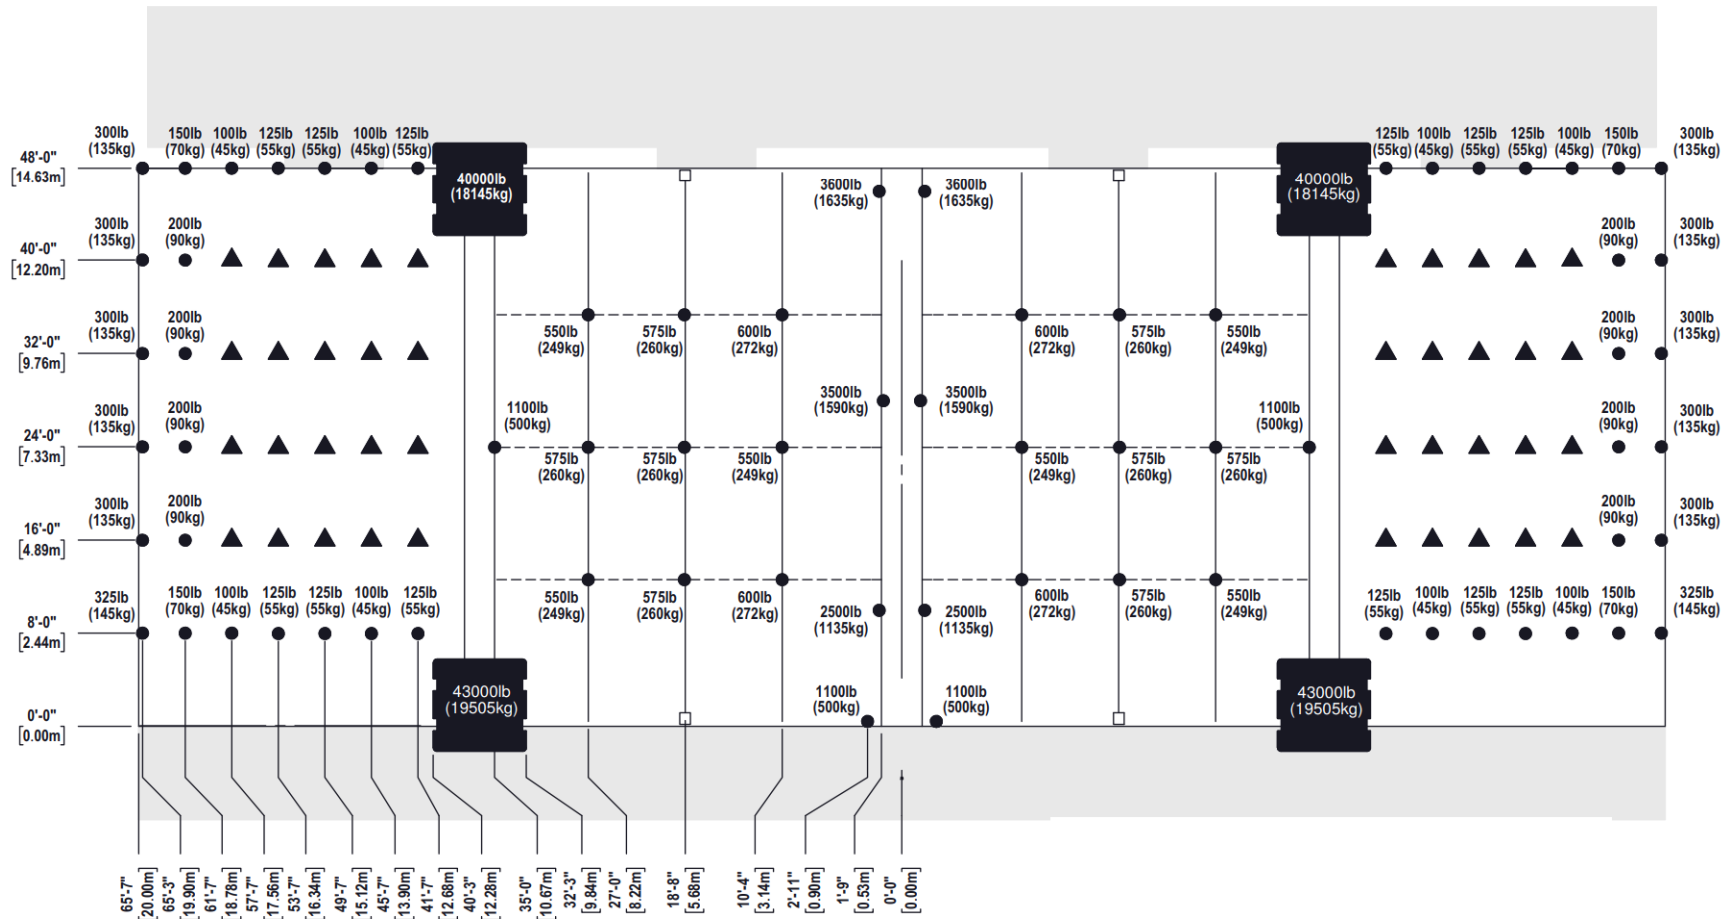 300lb
(135kg)
150lb
(70kg)
100lb
(45kg)
125lb
(55kg)
125lb
(55kg)
100lb
(45kg)
125lb
(55kg)
125lb
(55kg)
100lb
(45kg)
125lb
(55kg)
125lb
(55kg)
100lb
(45kg)
150lb
(70kg)
300lb
(135kg)
48'-0"
[14.63m]
40000lb
(18145kg)
3600lb
(1635kg)
3600lb
(1635kg)
40000lb
(18145kg)
300lb
(135kg)
200lb
(90kg)
200lb
(90kg)
300lb
(135kg)
40'-0"
[12.20m]
300lb
(135kg)
200lb
(90kg)
550lb
(249kg)
575lb
(260kg)
600lb
(272kg)
600lb
(272kg)
575lb
(260kg)
550lb
(249kg)
200lb
(90kg)
300lb
(135kg)
32'-0"
[9.76m]
3500lb
(1590kg)
3500lb
(1590kg)
300lb
(135kg)
200lb
(90kg)
1100lb
(500kg)
1100lb
(500kg)
200lb
(90kg)
300lb
(135kg)
24'-0"
[7.33m]
575lb
(260kg)
575lb
(260kg)
550lb
(249kg)
550lb
(249kg)
575lb
(260kg)
575lb
(260kg)
300lb
(135kg)
200lb
(90kg)
200lb
(90kg)
300lb
(135kg)
16'-0"
[4.89m]
325lb
(145kg)
150lb
(70kg)
100lb
(45kg)
125lb
(55kg)
125lb
(55kg)
100lb
(45kg)
125lb
(55kg)
550lb
(249kg)
575lb
(260kg)
600lb
(272kg)
2500lb
(1135kg)
2500lb
(1135kg)
600lb
(272kg)
575lb
(260kg)
550lb
(249kg)
125lb
(55kg)
100lb
(45kg)
125lb
(55kg)
125lb
(55kg)
100lb
(45kg)
150lb
(70kg)
325lb
(145kg)
8'-0"
[2.44m]
43000lb
(19505kg)
1100lb
(500kg)
1100lb
(500kg)
43000lb
(19505kg)
0'-0"
[0.00m]
65'-7"
[20.00m]
65'-3"
[19.90m]
61'-7"
[18.78m]
57'-7"
[17.56m]
53'-7"
[16.34m]
49'-7"
[15.12m]
45'-7"
[13.90m]
41'-7"
[12.68m]
40'-3"
[12.28m]
35'-0"
[10.67m]
32'-3"
[9.84m]
27'-0"
[8.22m]
18'-8"
[5.68m]
10'-4"
[3.14m]
2'-11"
[0.90m]
1'-9"
[0.53m]
0'-0"
[0.00m]